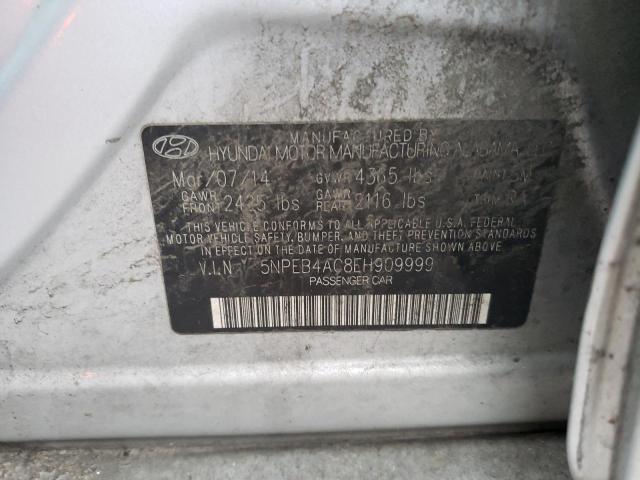 MANUFACTURED BY
HYUNDAI MOTOR MANUFACTURING ALABAMA
Mar/07/14 GVWR 4365 lbs PAINT:
GAWR FRONT 2425 lbs GAWR REAR 2116 lbs TRIM:
THIS VEHICLE CONFORMS TO ALL APPLICABLE U.S.A. FEDERAL
MOTOR VEHICLE SAFETY, BUMPER, AND THEFT PREVENTION STANDARDS
IN EFFECT ON THE DATE OF MANUFACTURE SHOWN ABOVE.
V.I.N : 5NPEB4AC8EH909999
PASSENGER CAR